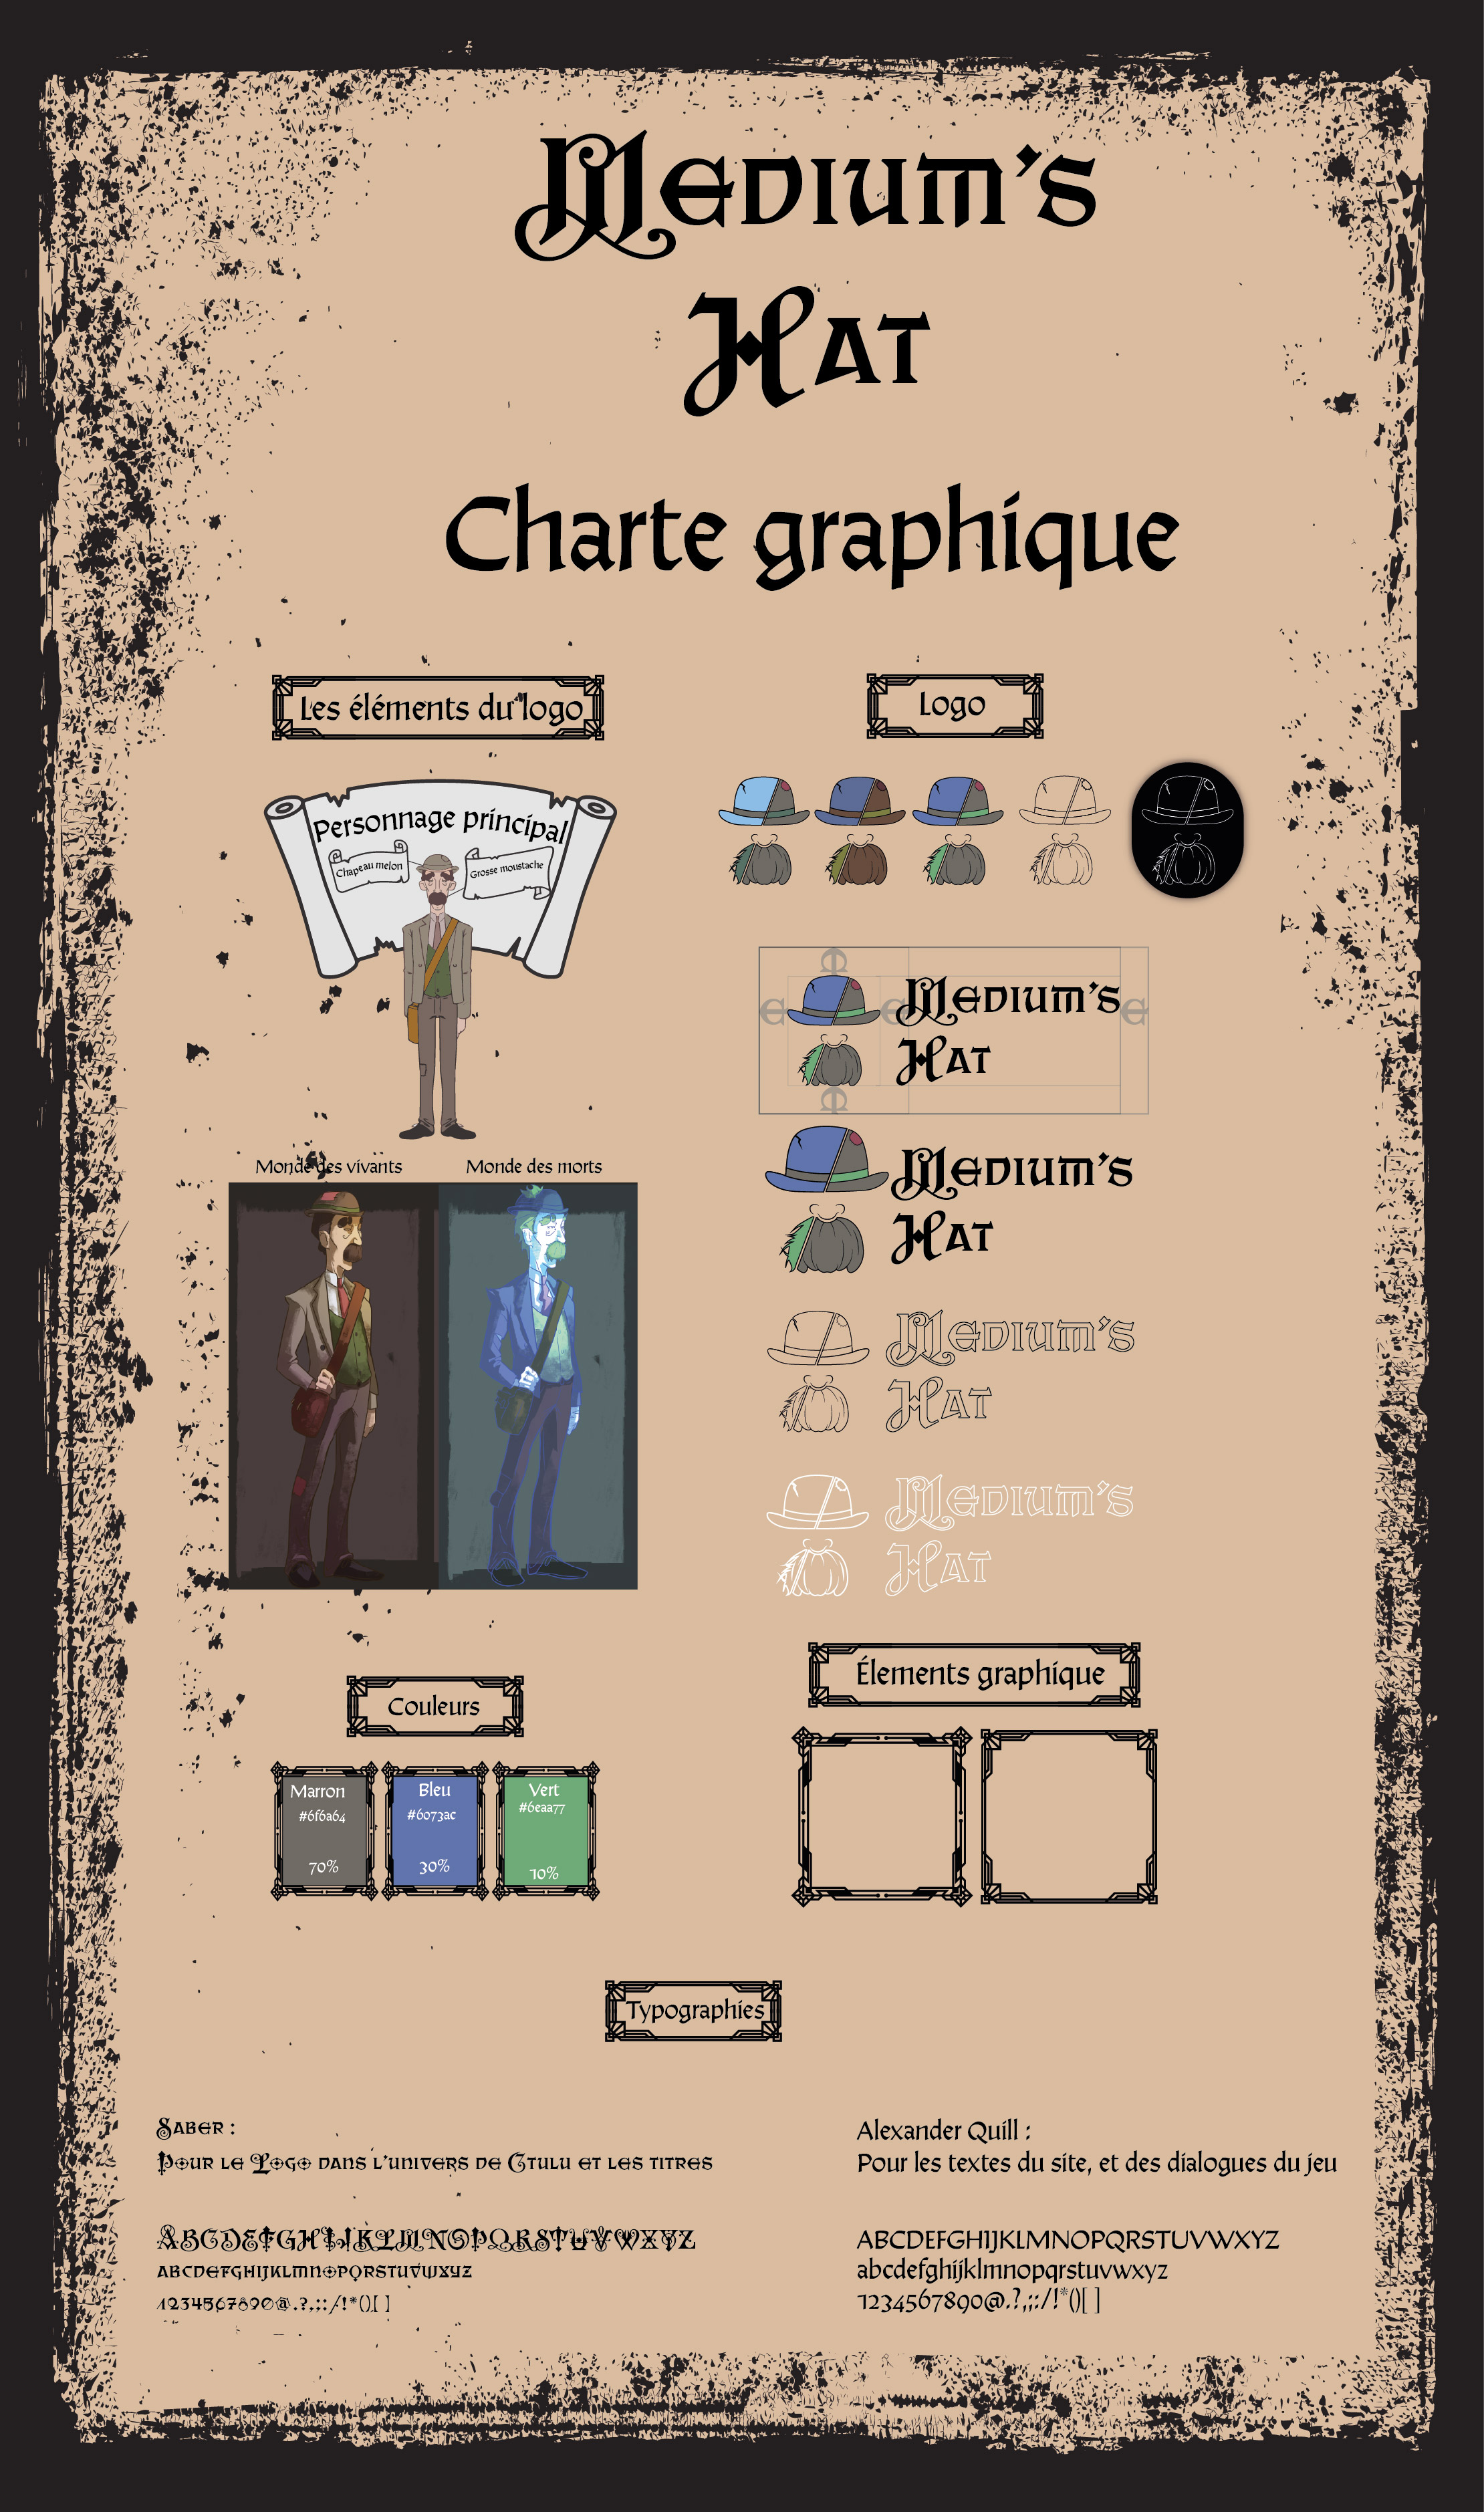 Medium's
Hat
Charte graphique
Les éléments du logo
Personnage principal
Chapeau melon
Grosse moustache
Monde des vivants
Monde des morts
Logo
E
M
E
Medium's
E
Hat
M
Medium's
Hat
Medium's
Hat
Medium's
Hat
Couleurs
Marron
#6f6a64
70%
Bleu
#6073ac
30%
Vert
#6eaa77
10%
Élements graphique
Typographies
Saber :
Pour le Logo dans l'univers de Ctulu et les titres
ABCDEFGHIJKLMNOPQRSTUVWXYZ
abcdefghijklmnopqrstuvwxyz
1234567890@.?,;:/!*()[ ]
Alexander Quill :
Pour les textes du site, et des dialogues du jeu
ABCDEFGHIJKLMNOPQRSTUVWXYZ
abcdefghijklmnopqrstuvwxyz
1234567890@.?,;:/!*()[ ]